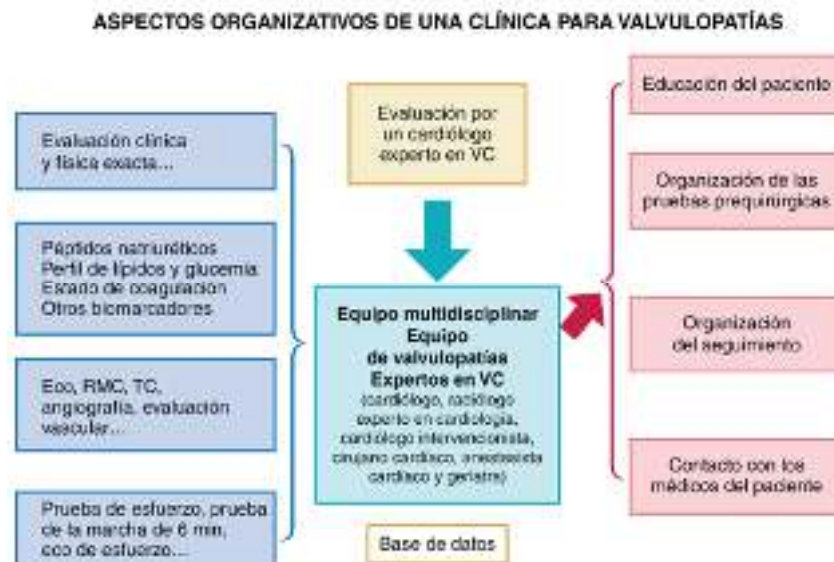 ASPECTOS ORGANIZATIVOS DE UNA CLÍNICA PARA VALVULOPATÍAS
Evaluación clínica
y física exacta...
Péptidos natriuréticos
Perfil de lípidos y glucemia
Estado de coagulación
Otros biomarcadores
Eco, RMC, TC,
angiografía, evaluación
vascular...
Prueba de esfuerzo, prueba
de la marcha de 6 min,
eco de esfuerzo...
Evaluación por
un cardiólogo
experto en VC
Equipo multidisciplinar
Equipo
de valvulopatías
Expertos en VC
(cardiólogo, radiólogo
experto en cardiología,
cardiólogo intervencionista,
cirujano cardíaco, anestesista
cardíaco y geriatra)
Base de datos
Educación del paciente
Organización de las
pruebas prequirúrgicas
Organización
del seguimiento
Contacto con los
médicos del paciente